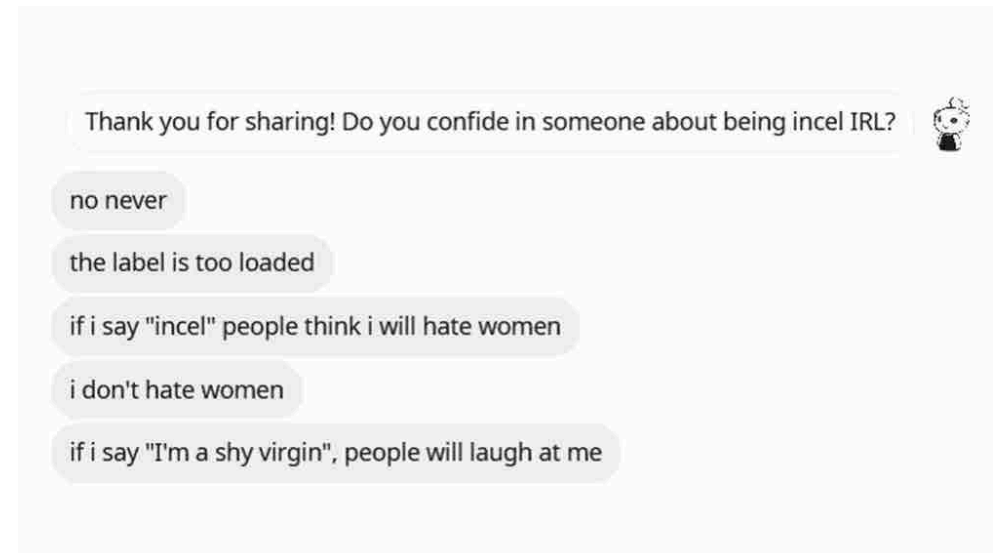 Thank you for sharing! Do you confide in someone about being incel IRL?
no never
the label is too loaded
if i say "incel" people think i will hate women
i don't hate women
if i say "I'm a shy virgin", people will laugh at me